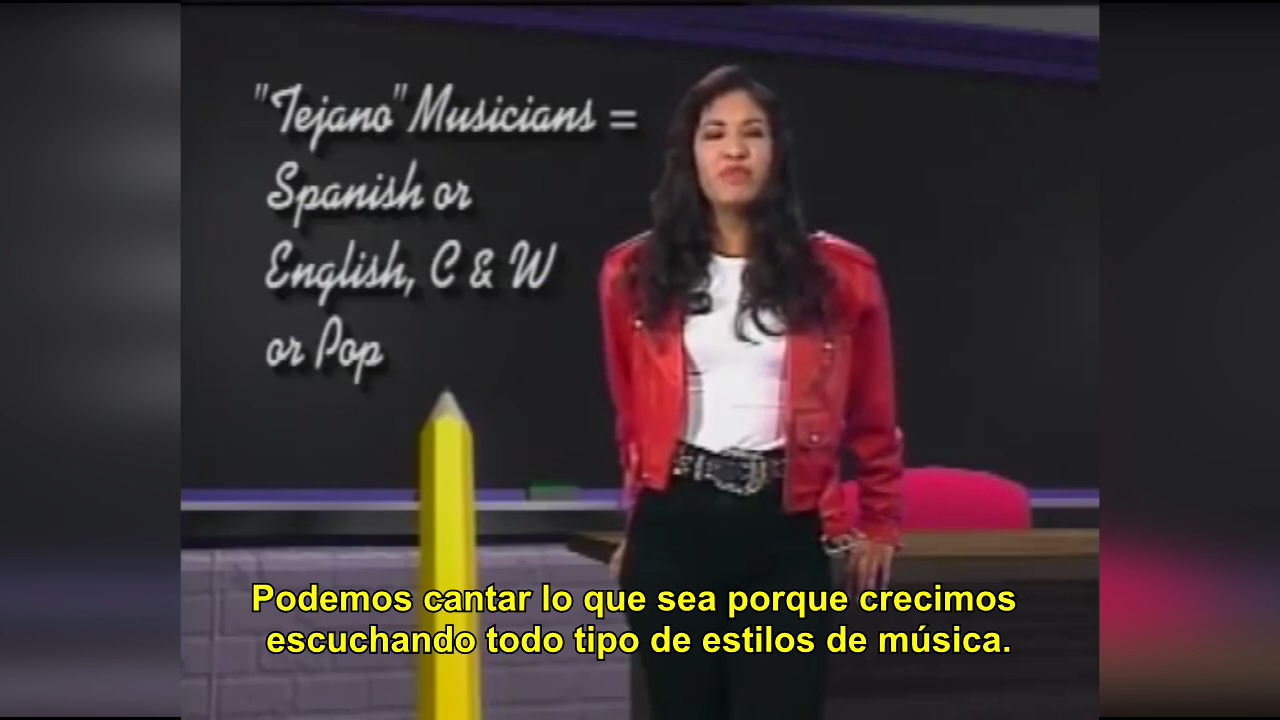 "Tejano" Musicians =
Spanish or
English, C & W
or Pop
Podemos cantar lo que sea porque crecimos
escuchando todo tipo de estilos de música.